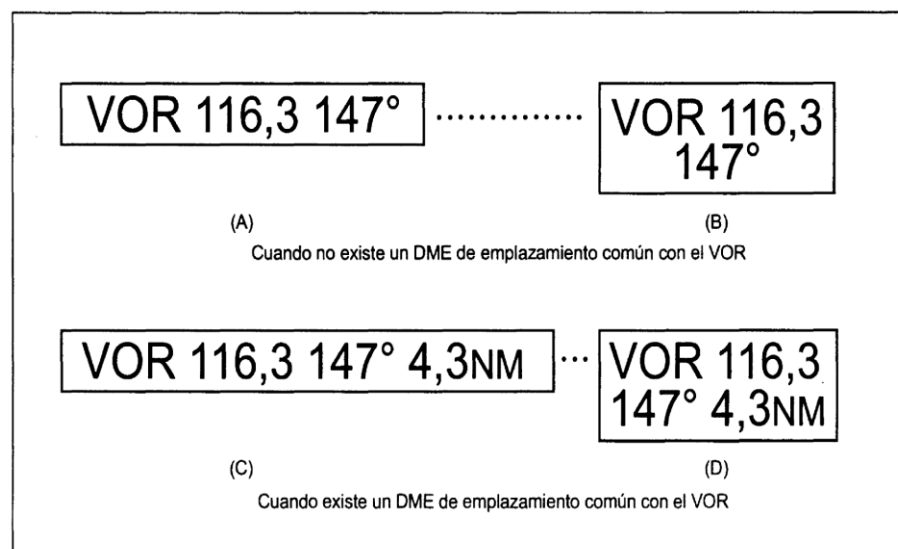 VOR 116,3 147° .............. VOR 116,3
147°
(A) (B)
Cuando no existe un DME de emplazamiento común con el VOR
VOR 116,3 147° 4,3NM ... VOR 116,3
147° 4,3NM
(C) (D)
Cuando existe un DME de emplazamiento común con el VOR